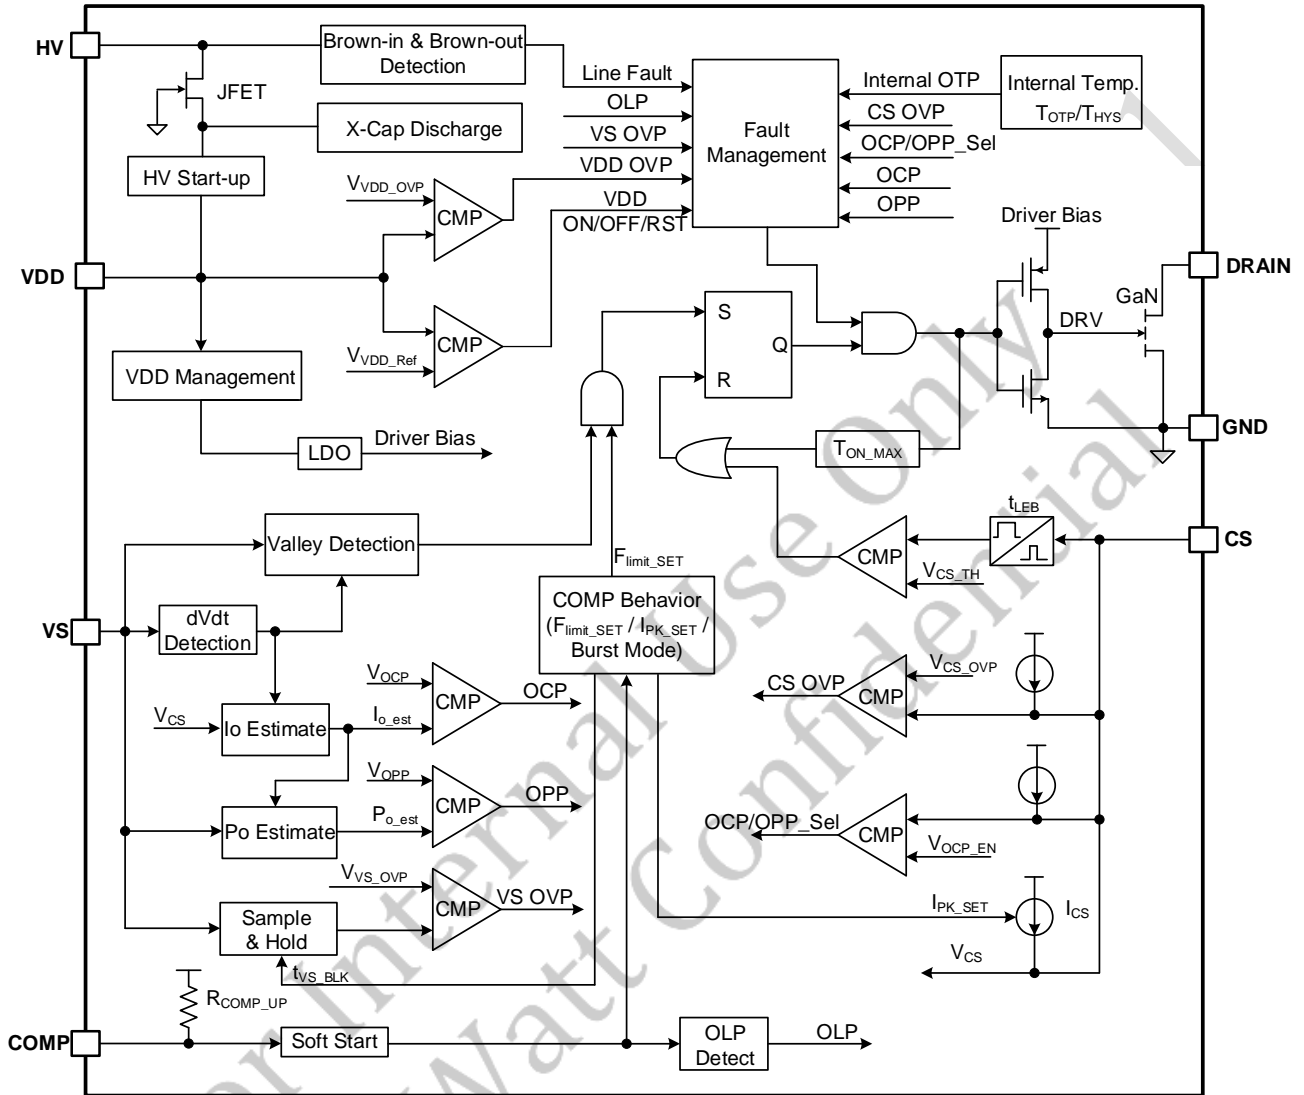 HV
Brown-in & Brown-out
Detection
JFET
X-Cap Discharge
HV Start-up
Line Fault
OLP
VS OVP
VDD OVP
VDD
ON/OFF/RST
Fault
Management
Internal OTP
CS OVP
OCP/OPP_Sel
OCP
OPP
Internal Temp.
TOTP/THYS
VVDD_OVP
CMP
VDD
VVDD_Ref
CMP
VDD Management
LDO
Driver Bias
S
Q
R
Driver Bias
GaN
DRV
DRAIN
GND
TON_MAX
tLEB
CMP
VCS_TH
CS
Valley Detection
Flimit_SET
VS
dVdt
Detection
COMP Behavior
(Flimit_SET / IPK_SET /
Burst Mode)
VOCP
CMP
OCP
VCS
Io Estimate
Io_est
VOPP
CMP
OPP
Po Estimate
Po_est
VVS_OVP
CMP
VS OVP
Sample
& Hold
tVS_BLK
CS OVP
CMP
VCS_OVP
OCP/OPP_Sel
CMP
VOCP_EN
IPK_SET
ICS
VCS
RCOMP_UP
COMP
Soft Start
OLP
Detect
OLP
or Internal Use Only
Watt Confidential